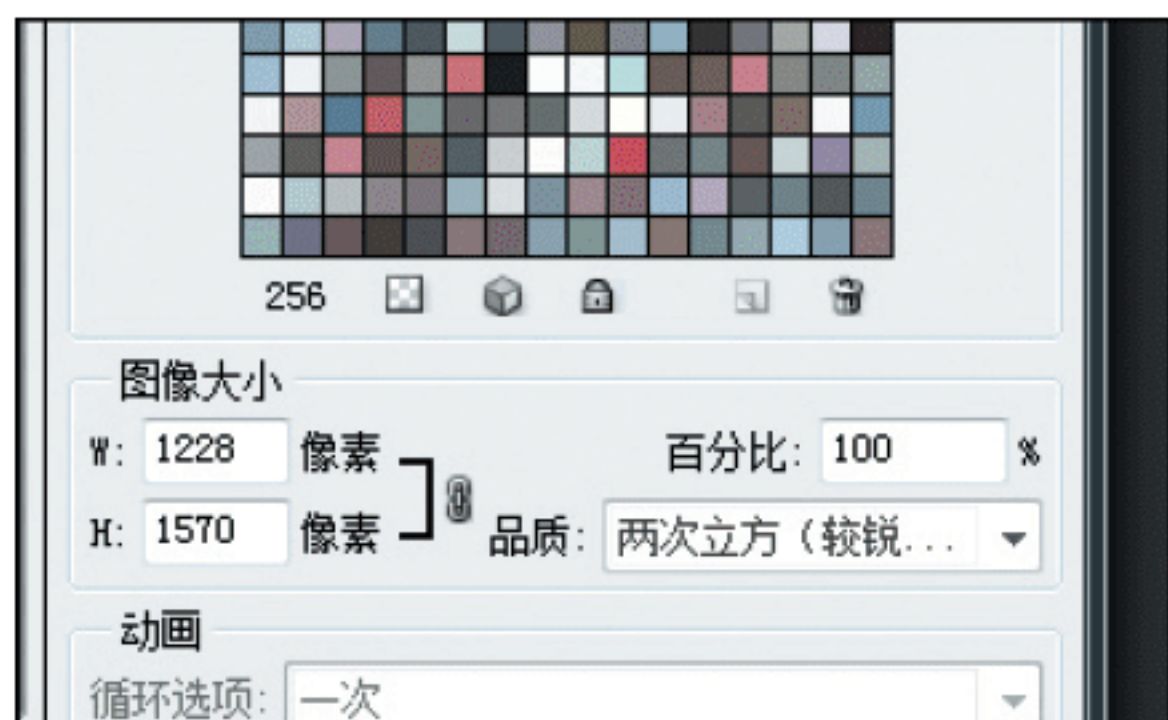 256
图像大小
W: 1228 像素 百分比: 100 %
H: 1570 像素 品质: 两次立方（较锐...
动画
循环选项: 一次